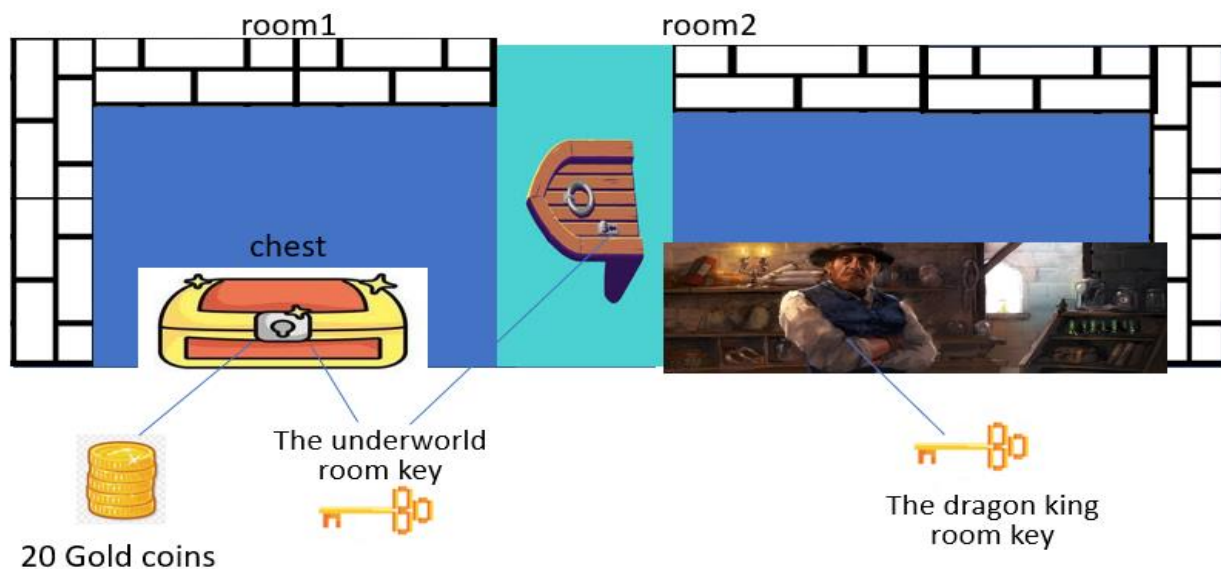 room1
room2
chest
The underworld
room key
The dragon king
room key
20 Gold coins